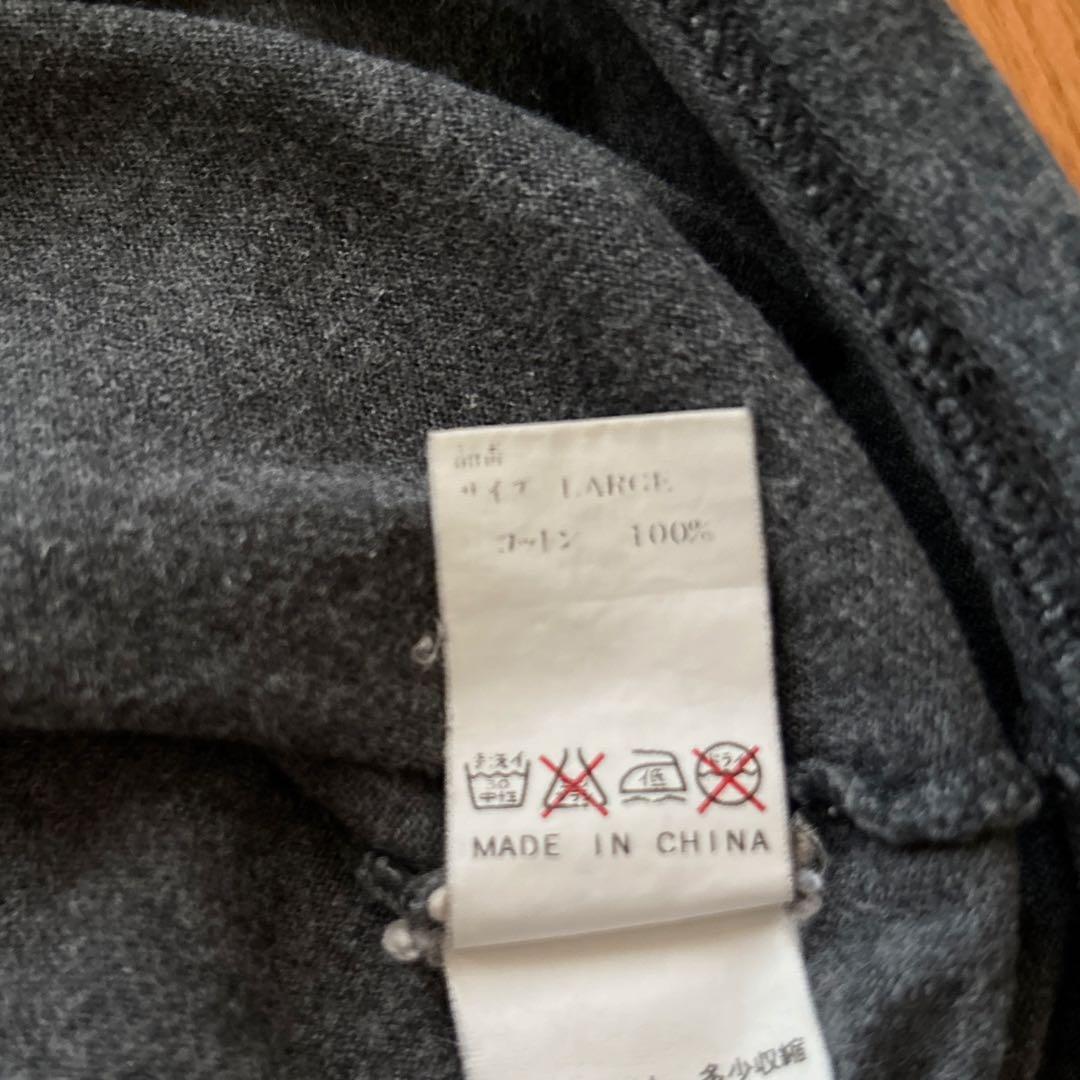 サイズ LARGE
コットン 100%
手洗イ
30
中性
低
ドライ
MADE IN CHINA
多少収縮